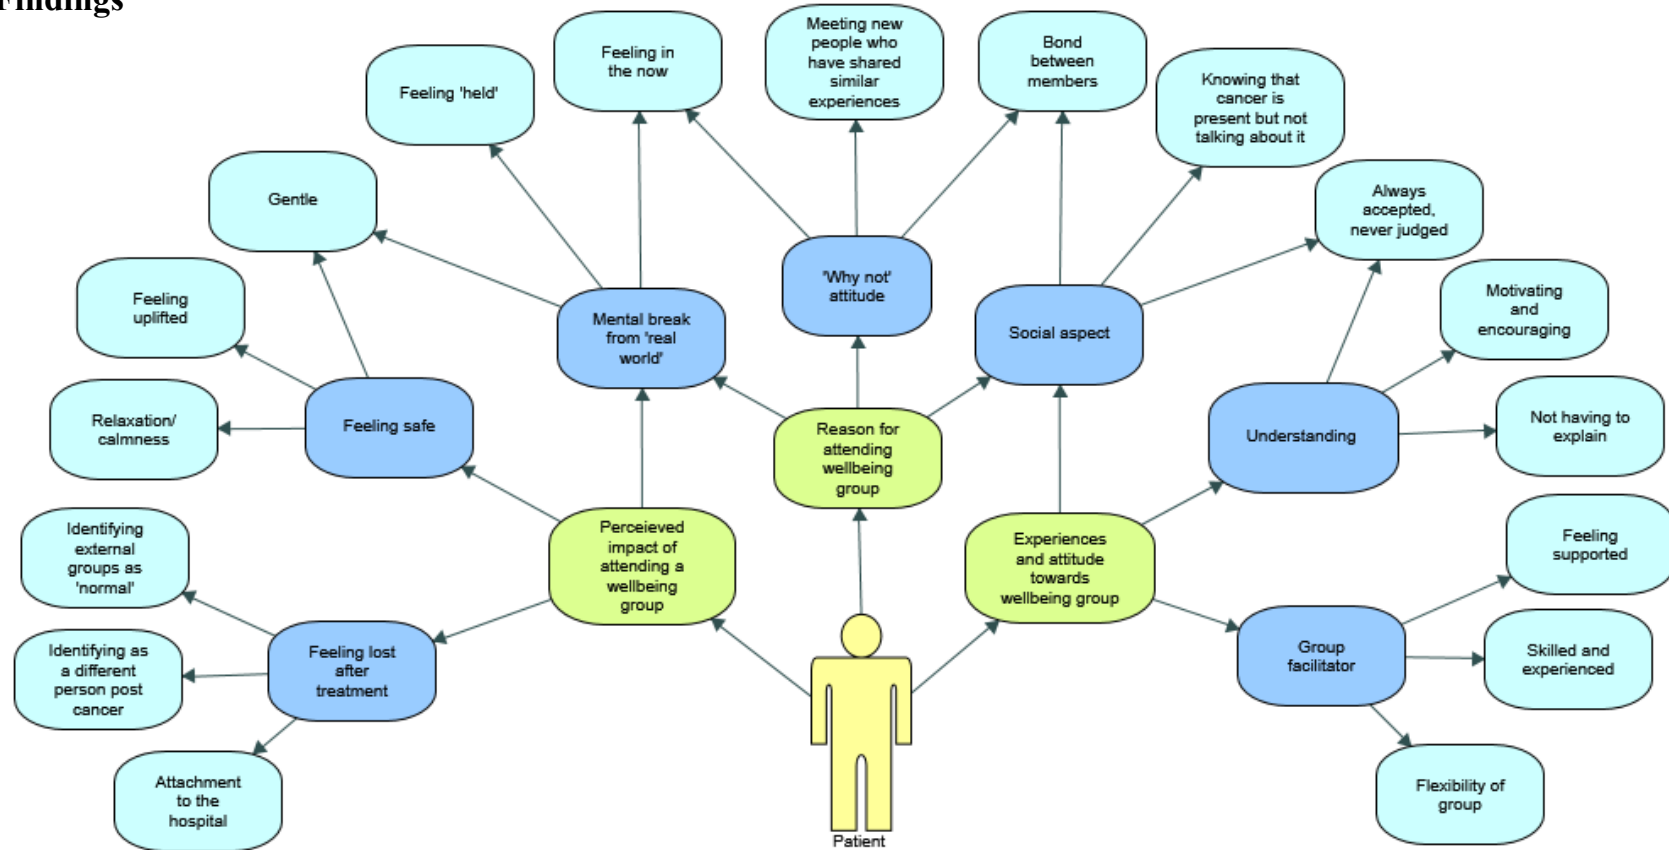 Findings
Meeting new
people who
have shared
similar
experiences
Bond
between
members
Feeling in
the now
Feeling 'held'
Knowing that
cancer is
present but not
talking about it
Gentle
Always
accepted,
never judged
'Why not'
attitude
Feeling
uplifted
Mental break
from 'real
world'
Social aspect
Motivating
and
encouraging
Relaxation/
calmness
Feeling safe
Reason for
attending
wellbeing
group
Understanding
Not having to
explain
Identifying
external
groups as
'normal'
Perceieved
impact of
attending a
wellbeing
group
Experiences
and attitude
towards
wellbeing group
Feeling
supported
Identifying as
a different
person post
cancer
Feeling lost
after
treatment
Group
facilitator
Skilled and
experienced
Attachment
to the
hospital
Flexibility of
group
Patient